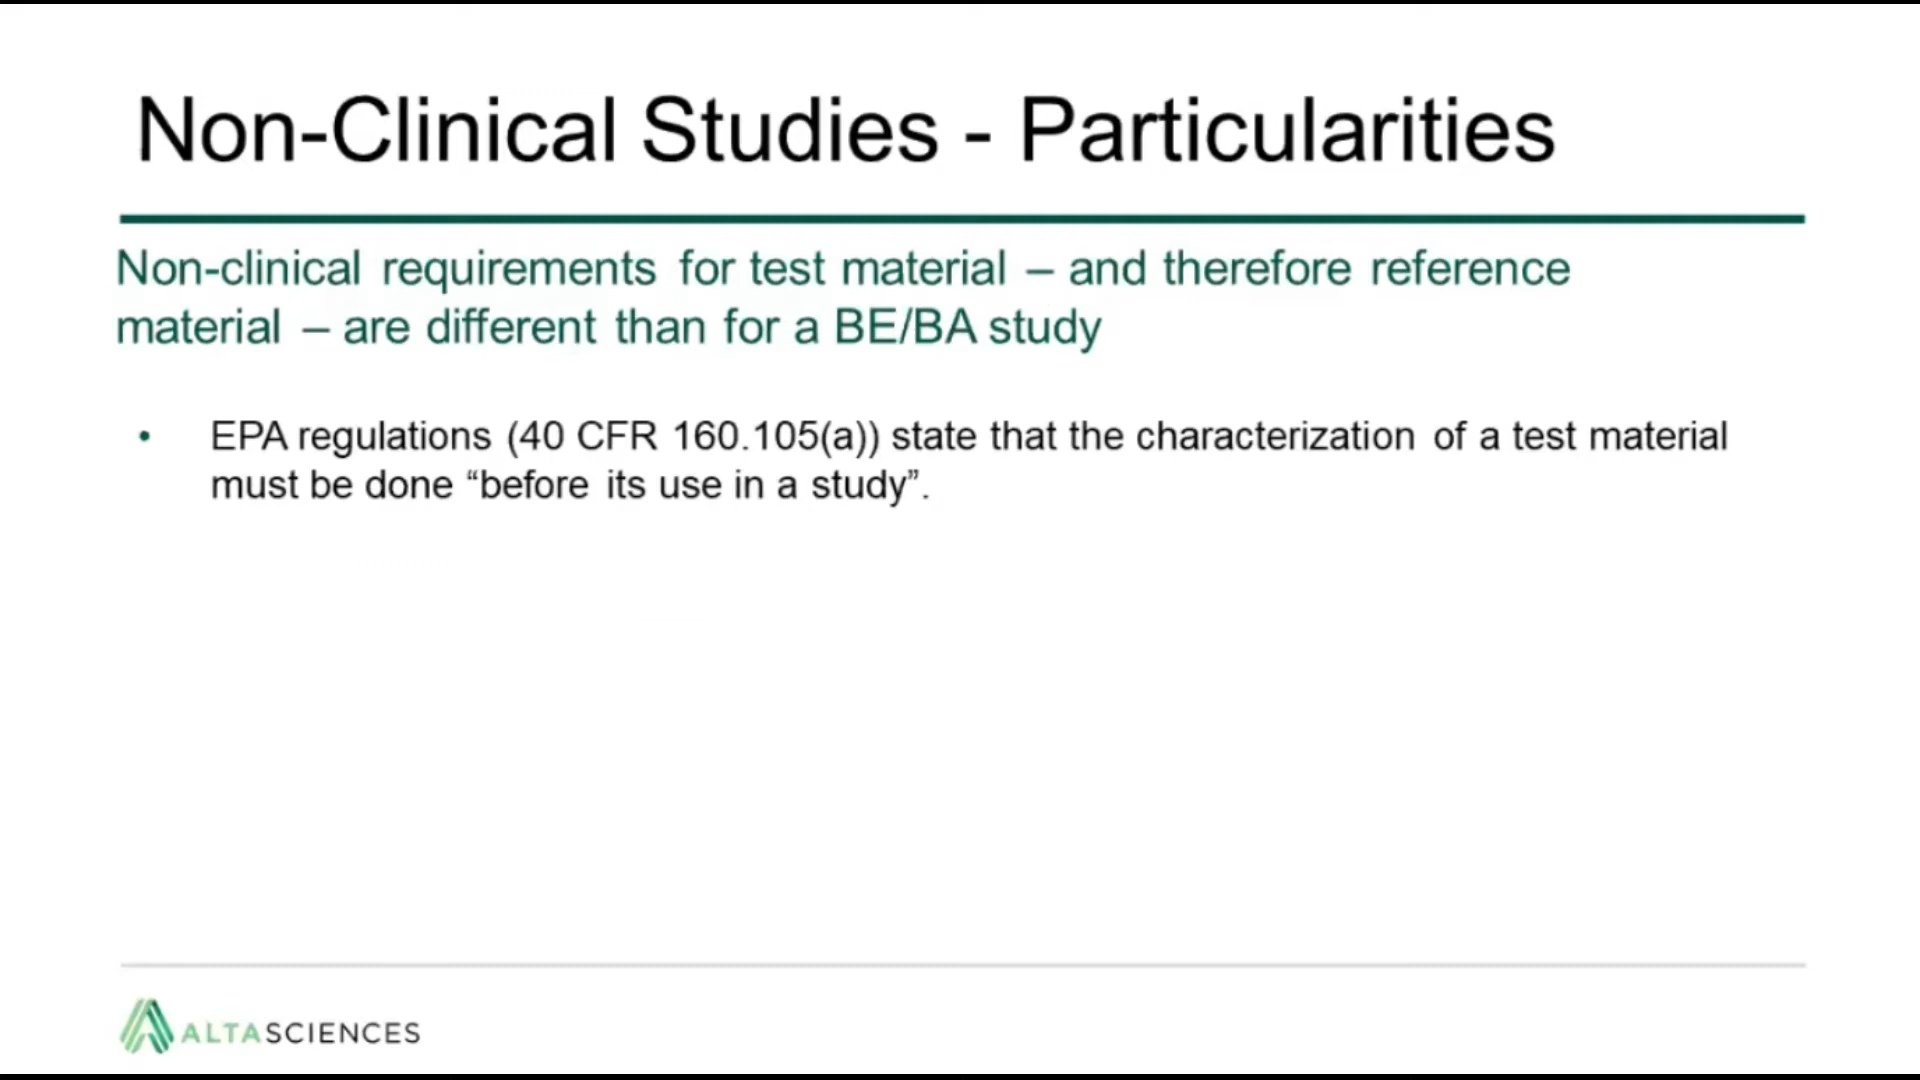 Non-Clinical Studies - Particularities
Non-clinical requirements for test material – and therefore reference
material – are different than for a BE/BA study
• EPA regulations (40 CFR 160.105(a)) state that the characterization of a test material
must be done “before its use in a study”.
ALTASCIENCES